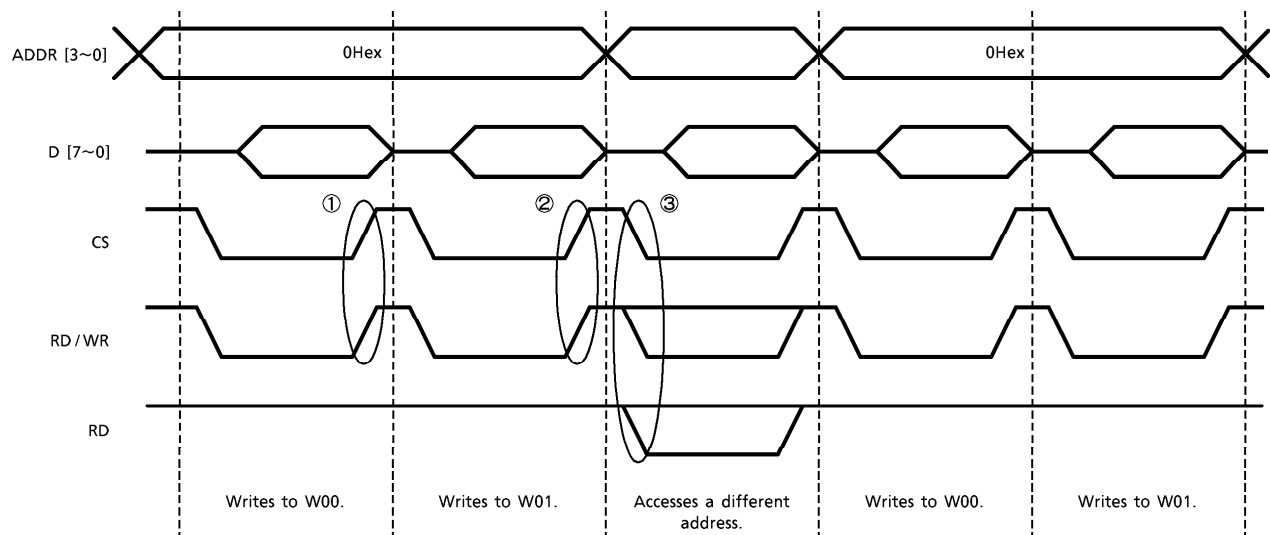 ADDR [3~0]
0Hex
0Hex
D [7~0]
① ② ③
CS
RD / WR
RD
Writes to W00.
Writes to W01.
Accesses a different
address.
Writes to W00.
Writes to W01.